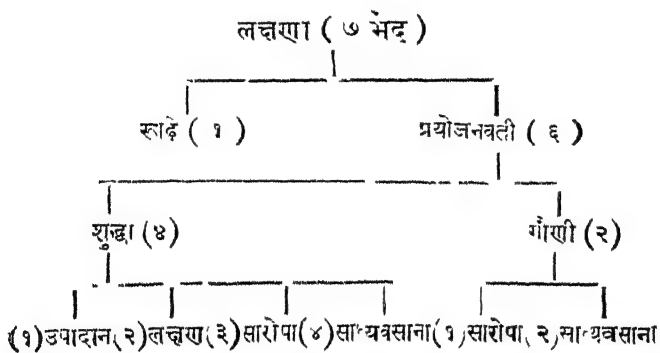 लक्षणा ( ७ भेद )
रूढ़ि ( १ ) प्रयोजनवती ( ६ )
शुद्धा (४) गौणी (२)
(१)उपादान(२)लक्षण(३)सारोपा(४)साध्यवसाना(१)सारोपा(२)साध्यवसाना